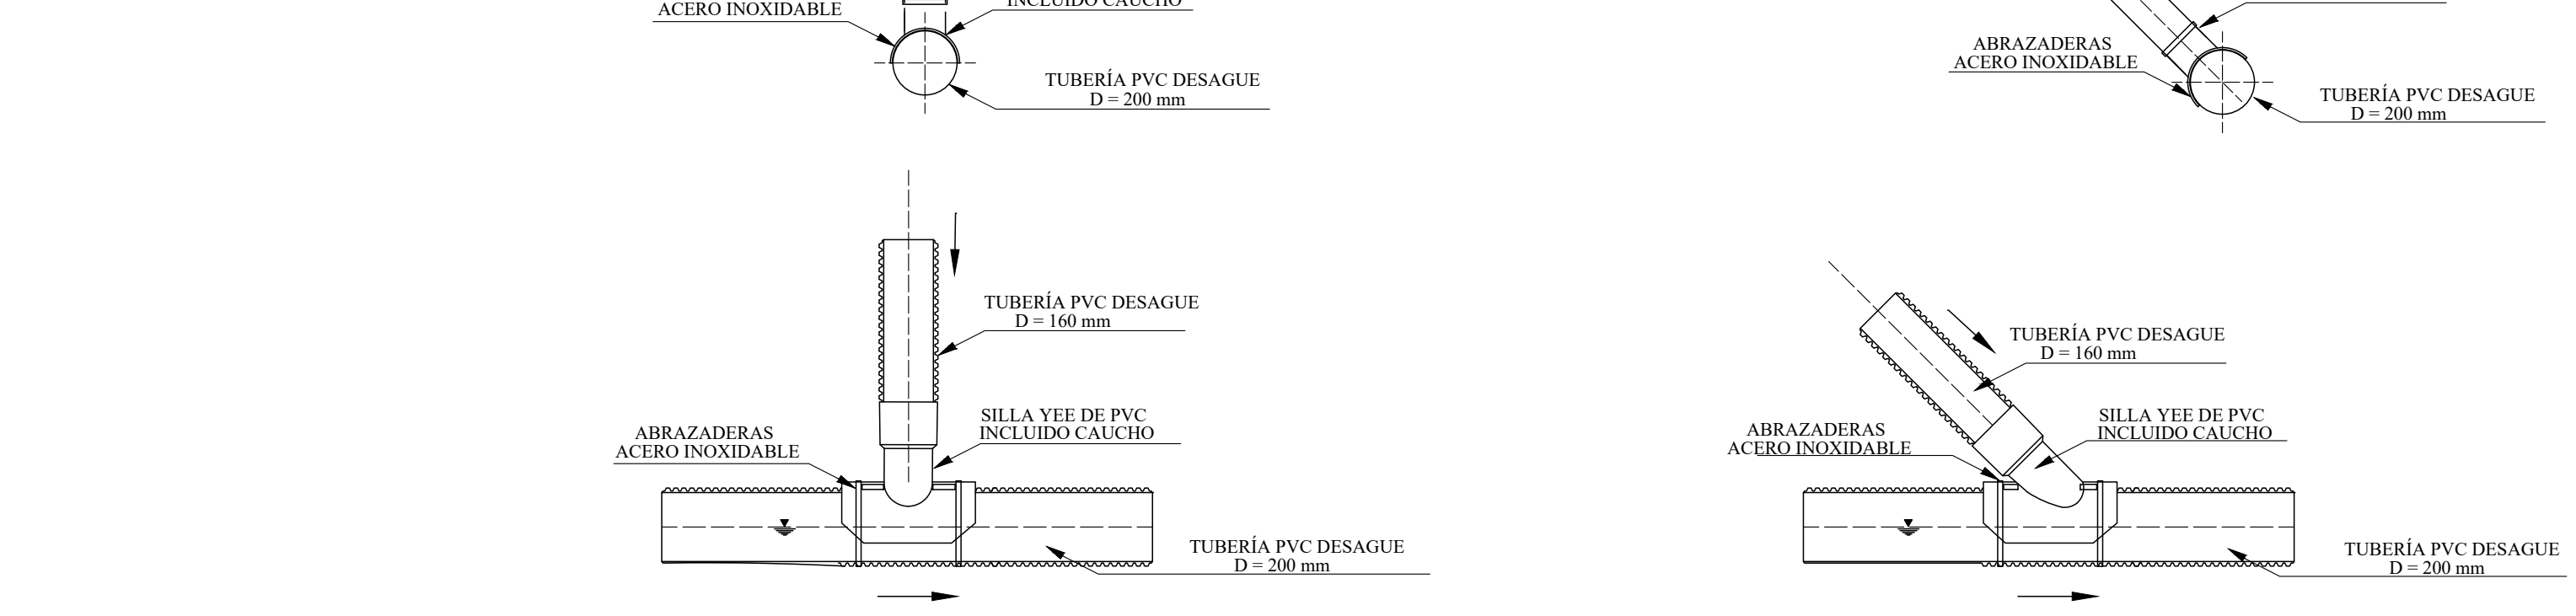 ACERO INOXIDABLE
INCLUIDO CAUCHO
TUBERÍA PVC DESAGUE
D = 200 mm
ABRAZADERAS
ACERO INOXIDABLE
TUBERÍA PVC DESAGUE
D = 200 mm
TUBERÍA PVC DESAGUE
D = 160 mm
SILLA YEE DE PVC
INCLUIDO CAUCHO
ABRAZADERAS
ACERO INOXIDABLE
TUBERÍA PVC DESAGUE
D = 200 mm
TUBERÍA PVC DESAGUE
D = 160 mm
SILLA YEE DE PVC
INCLUIDO CAUCHO
ABRAZADERAS
ACERO INOXIDABLE
TUBERÍA PVC DESAGUE
D = 200 mm